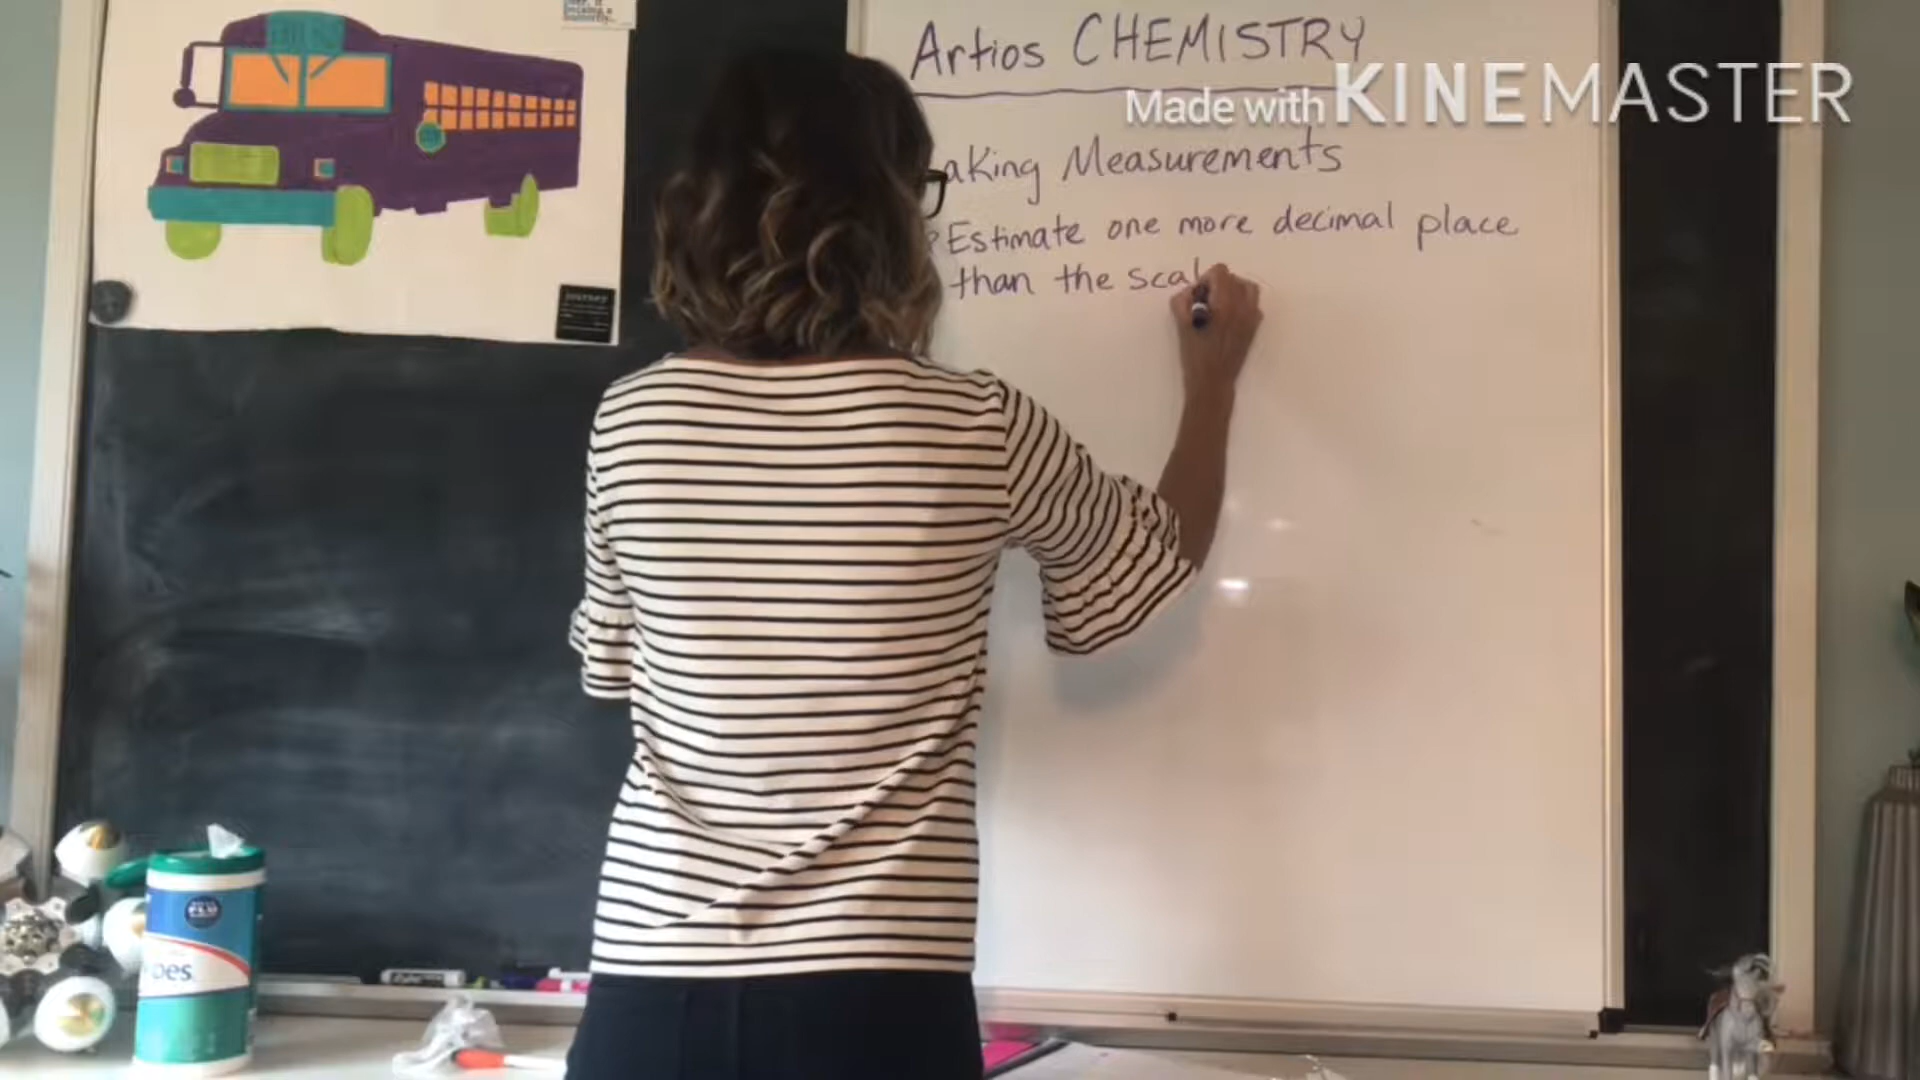 Artios CHEMISTRY
Made with KINEMASTER
aking Measurements
Estimate one more decimal place
than the scal